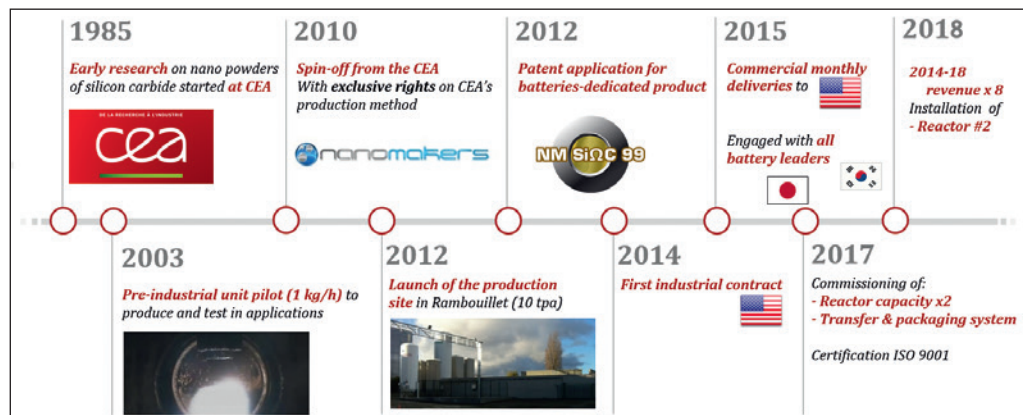 1985
Early research on nano powders
of silicon carbide started at CEA
DE LA RECHERCHE À L'INDUSTRIE
cea
2003
Pre-industrial unit pilot (1 kg/h) to
produce and test in applications
2010
Spin-off from the CEA
With exclusive rights on CEA's
production method
nanomakers
2012
Launch of the production
site in Rambouillet (10 tpa)
2012
Patent application for
batteries-dedicated product
NM SiΩC 99
2014
First industrial contract
2015
Commercial monthly
deliveries to
Engaged with all
battery leaders
2017
Commissioning of:
- Reactor capacity x2
- Transfer & packaging system
Certification ISO 9001
2018
2014-18
revenue x 8
Installation of
- Reactor #2